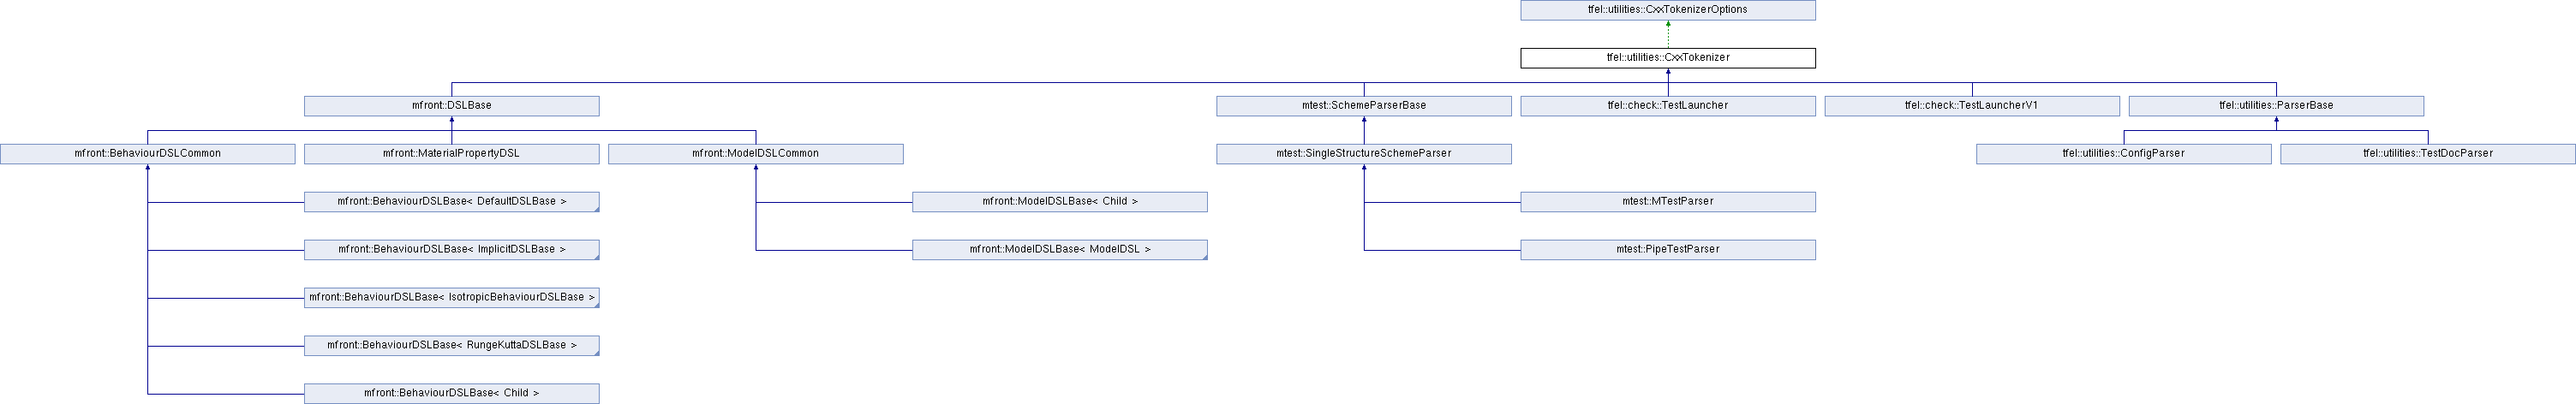 tfel::utilities::CxxTokenizerOptions
tfel::utilities::CxxTokenizer
mfront::DSLBase
mtest::SchemeParserBase
tfel::check::TestLauncher
tfel::check::TestLauncherV1
tfel::utilities::ParserBase
mfront::BehaviourDSLCommon
mfront::MaterialPropertyDSL
mfront::ModelDSLCommon
mtest::SingleStructureSchemeParser
tfel::utilities::ConfigParser
tfel::utilities::TestDocParser
mfront::BehaviourDSLBase< DefaultDSLBase >
mfront::ModelDSLBase< Child >
mtest::MTestParser
mfront::BehaviourDSLBase< ImplicitDSLBase >
mfront::ModelDSLBase< ModelDSL >
mtest::PipeTestParser
mfront::BehaviourDSLBase< IsotropicBehaviourDSLBase >
mfront::BehaviourDSLBase< RungeKuttaDSLBase >
mfront::BehaviourDSLBase< Child >